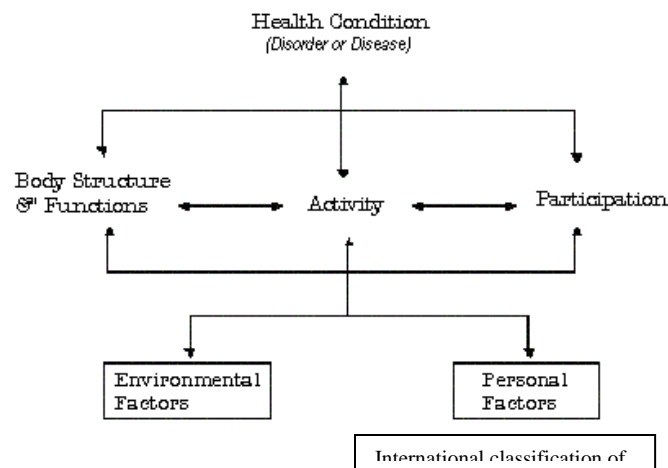 Health Condition
(Disorder or Disease)
Body Structure
&" Functions
Activity
Participation
Environmental
Factors
Personal
Factors
International classification of